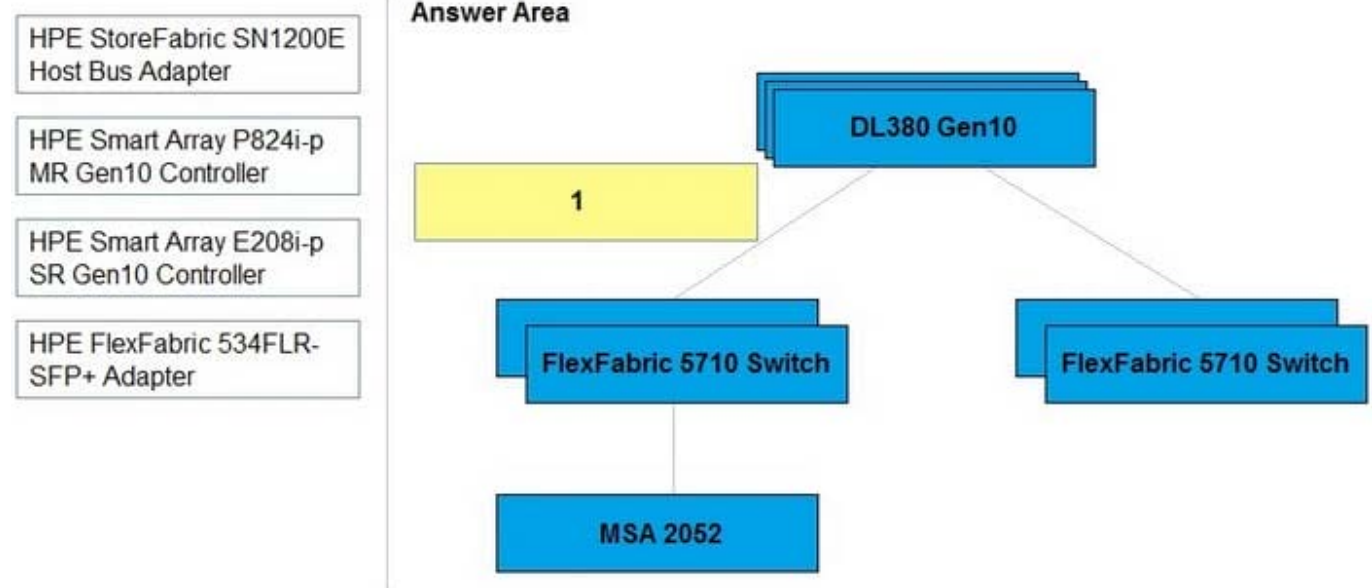 HPE StoreFabric SN1200E
Host Bus Adapter
HPE Smart Array P824i-p
MR Gen10 Controller
HPE Smart Array E208i-p
SR Gen10 Controller
HPE FlexFabric 534FLR-
SFP+ Adapter
Answer Area
DL380 Gen10
1
FlexFabric 5710 Switch
FlexFabric 5710 Switch
MSA 2052